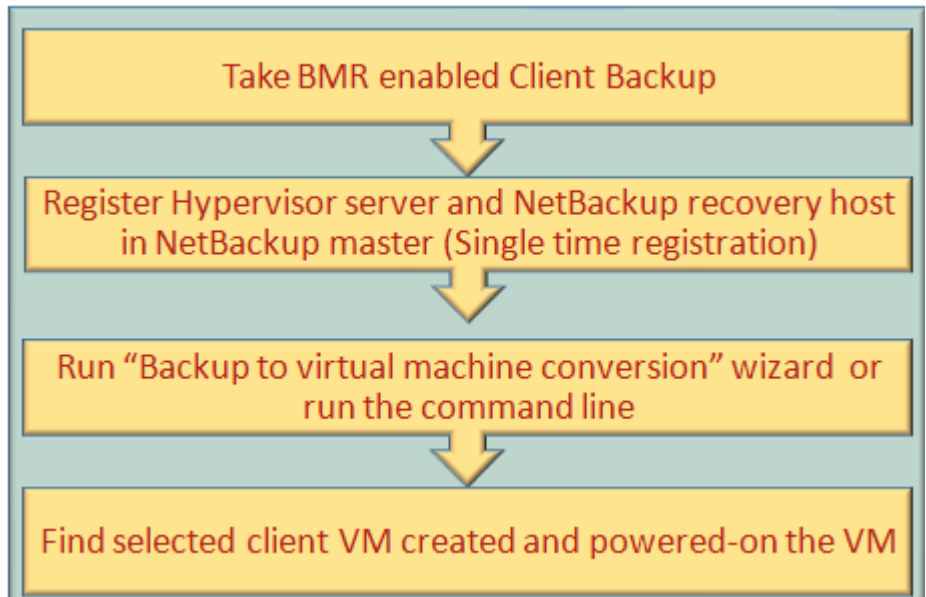 Take BMR enabled Client Backup
Register Hypervisor server and NetBackup recovery host
in NetBackup master (Single time registration)
Run “Backup to virtual machine conversion” wizard or
run the command line
Find selected client VM created and powered-on the VM